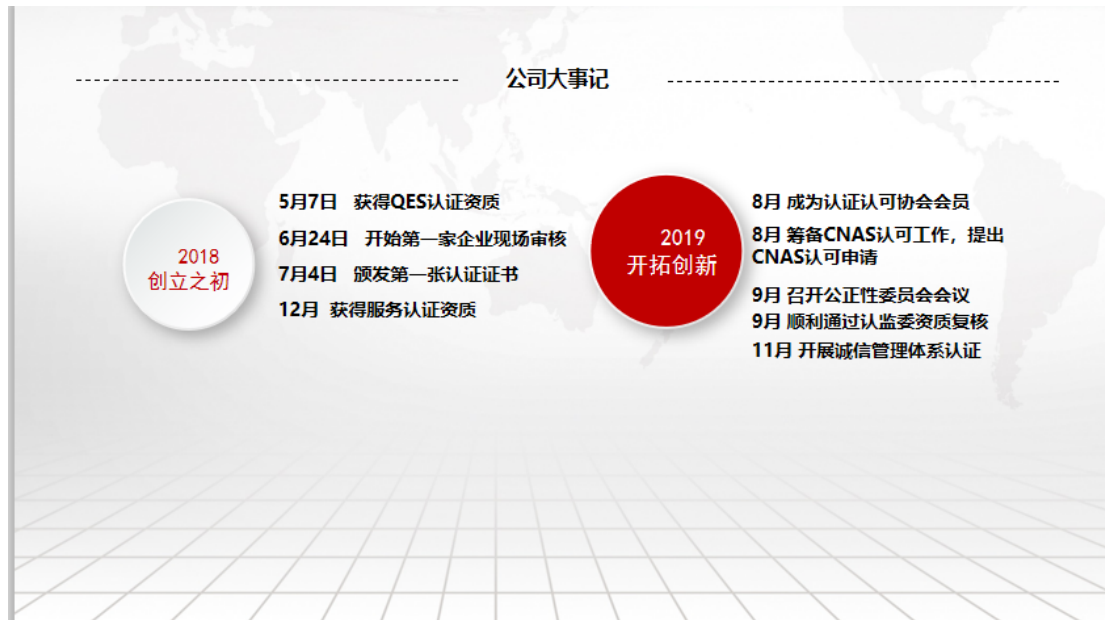 公司大事记
2018
创立之初
5月7日 获得QES认证资质
6月24日 开始第一家企业现场审核
7月4日 颁发第一张认证证书
12月 获得服务认证资质
2019
开拓创新
8月 成为认证认可协会会员
8月 筹备CNAS认可工作，提出
CNAS认可申请
9月 召开公正性委员会会议
9月 顺利通过认监委资质复核
11月 开展诚信管理体系认证